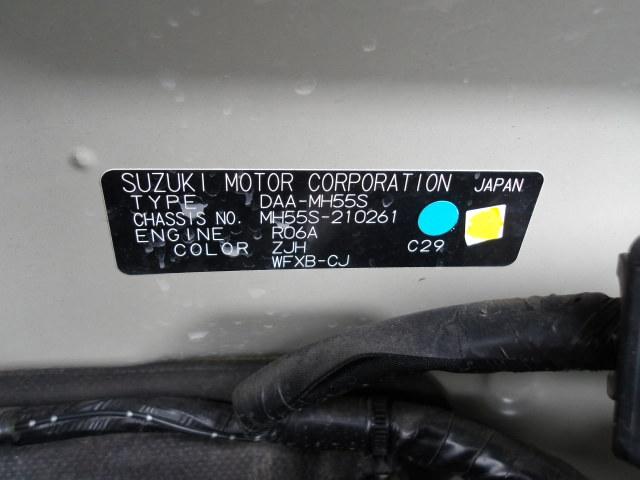 SUZUKI MOTOR CORPORATION JAPAN
TYPE DAA-MH55S
CHASSIS NO. MH55S-210261
ENGINE R06A
COLOR ZJH C29
WFXB-CJ